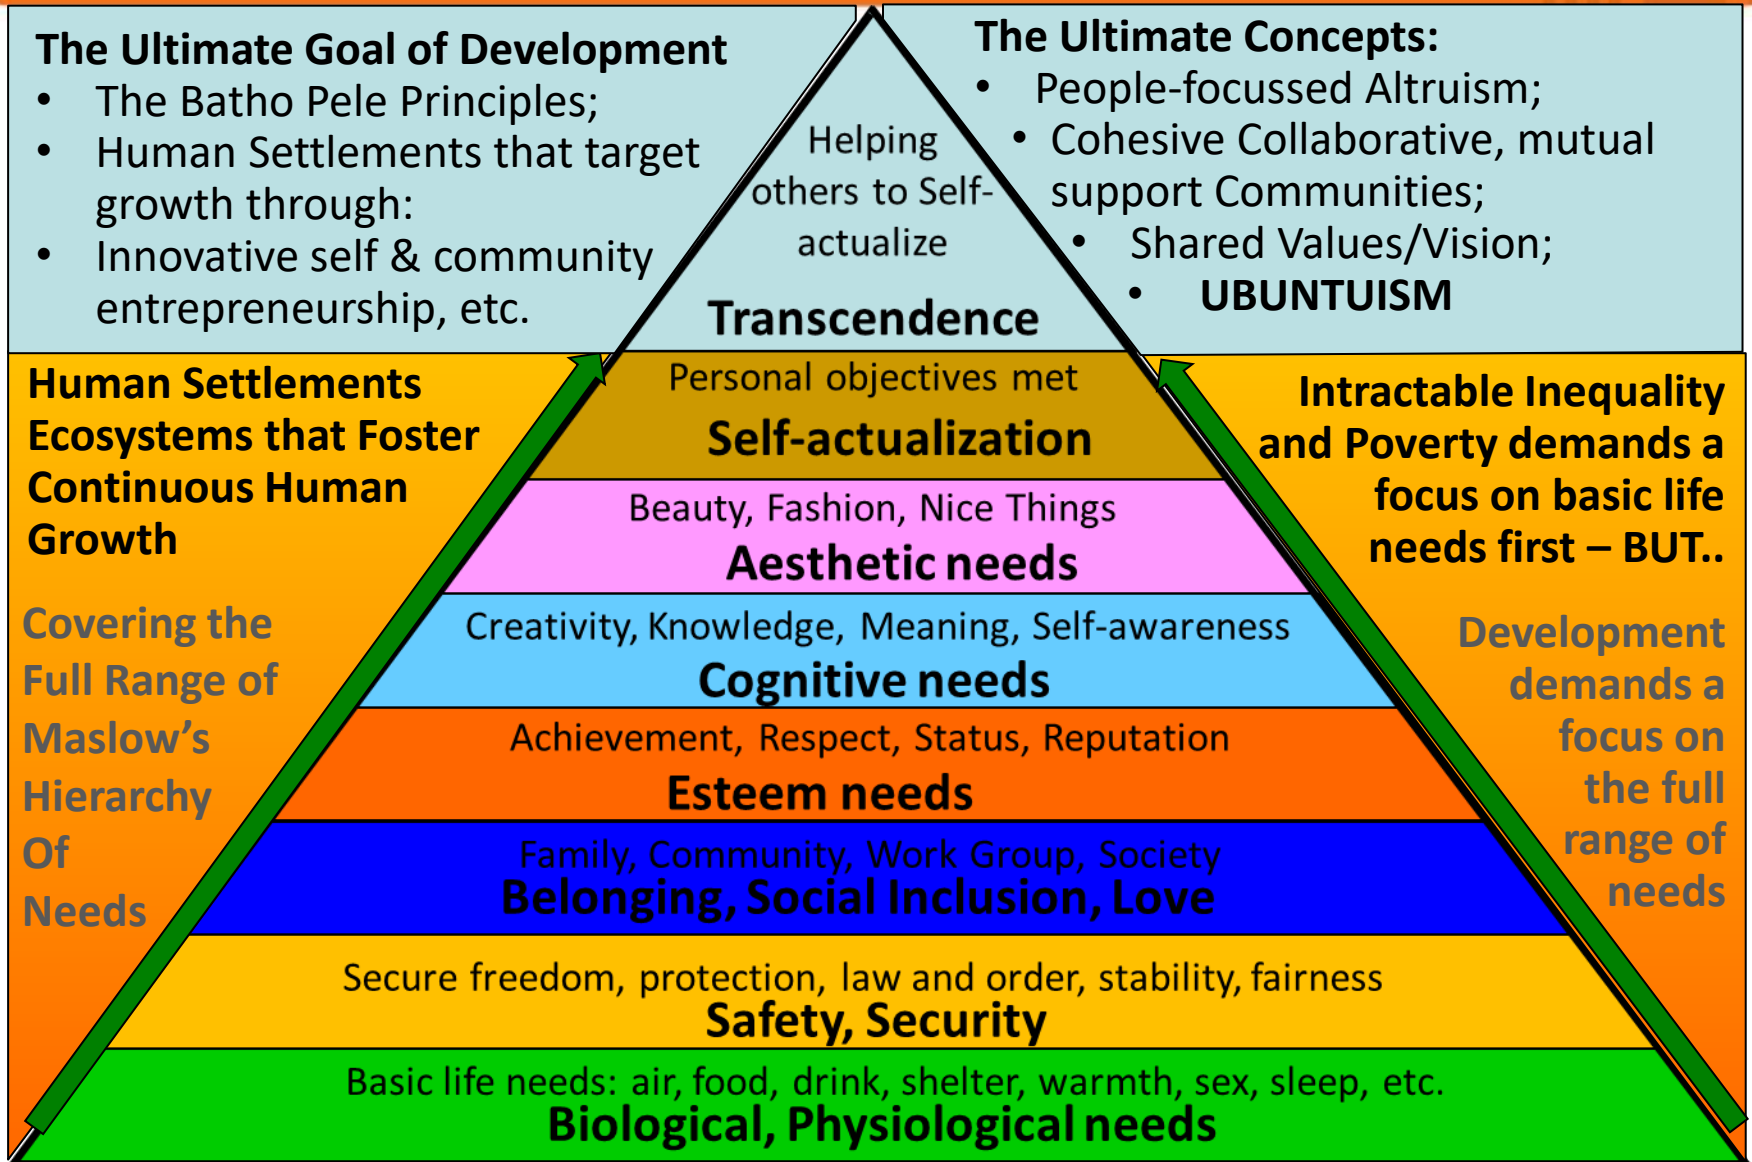 The Ultimate Goal of Development
• The Batho Pele Principles;
• Human Settlements that target
growth through:
• Innovative self & community
entrepreneurship, etc.
The Ultimate Concepts:
• People-focussed Altruism;
• Cohesive Collaborative, mutual
support Communities;
• Shared Values/Vision;
• UBUNTUISM
Helping
others to Self-
actualize
Transcendence
Human Settlements
Ecosystems that Foster
Continuous Human
Growth
Covering the
Full Range of
Maslow’s
Hierarchy
Of
Needs
Personal objectives met
Self-actualization
Beauty, Fashion, Nice Things
Aesthetic needs
Creativity, Knowledge, Meaning, Self-awareness
Cognitive needs
Achievement, Respect, Status, Reputation
Esteem needs
Family, Community, Work Group, Society
Belonging, Social Inclusion, Love
Secure freedom, protection, law and order, stability, fairness
Safety, Security
Basic life needs: air, food, drink, shelter, warmth, sex, sleep, etc.
Biological, Physiological needs
Intractable Inequality
and Poverty demands a
focus on basic life
needs first – BUT..
Development
demands a
focus on
the full
range of
needs